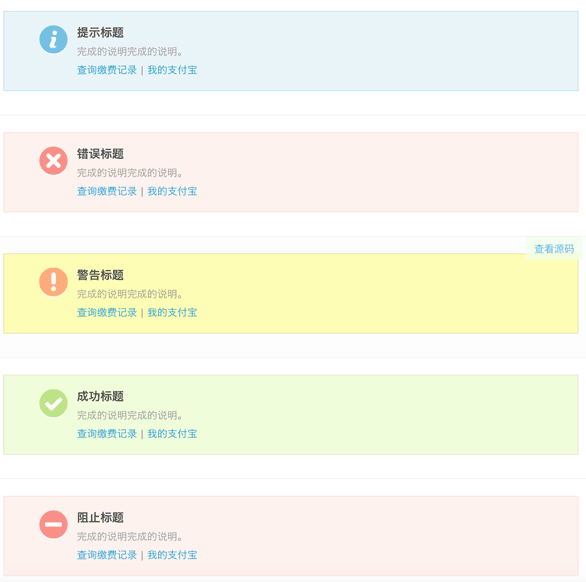 提示标题
完成的说明完成的说明。
查询缴费记录 | 我的支付宝
错误标题
完成的说明完成的说明。
查询缴费记录 | 我的支付宝
查看源码
警告标题
完成的说明完成的说明。
查询缴费记录 | 我的支付宝
成功标题
完成的说明完成的说明。
查询缴费记录 | 我的支付宝
阻止标题
完成的说明完成的说明。
查询缴费记录 | 我的支付宝